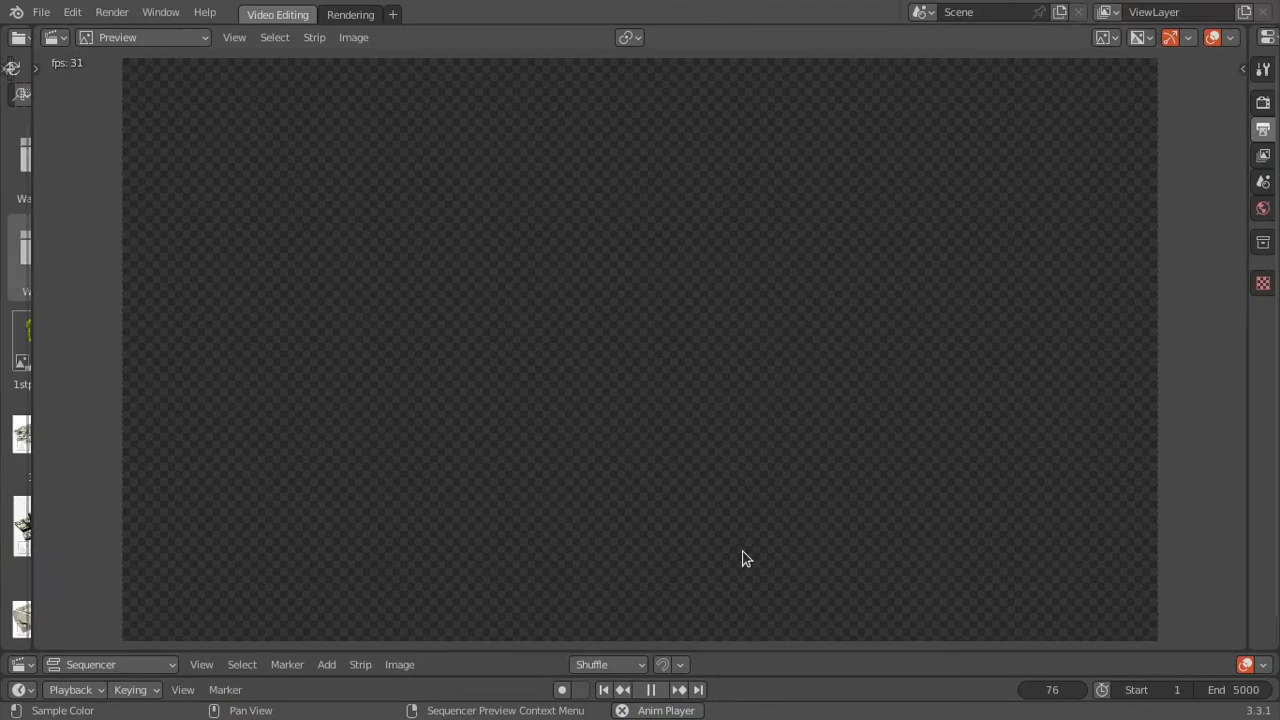 File Edit Render Window Help Video Editing Rendering + Scene ViewLayer
Preview View Select Strip Image
fps: 31
Wa
W
1stp
Sequencer View Select Marker Add Strip Image Shuffle
Playback Keying View Marker 76 Start 1 End 5000
Sample Color Pan View Sequencer Preview Context Menu Anim Player 3.3.1